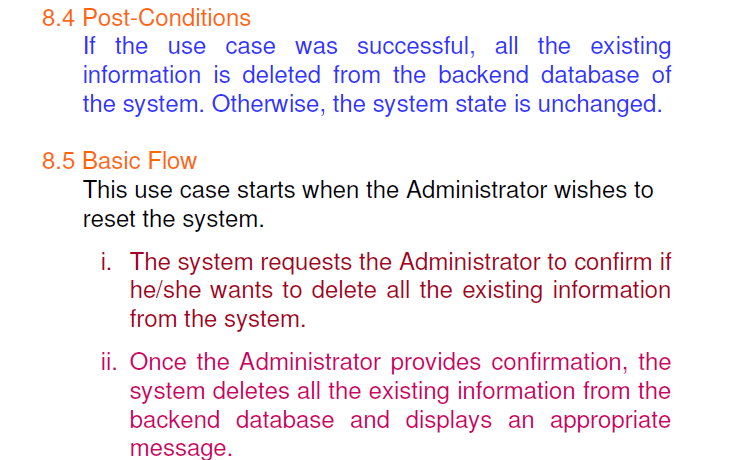 8.4 Post-Conditions
If the use case was successful, all the existing
information is deleted from the backend database of
the system. Otherwise, the system state is unchanged.
8.5 Basic Flow
This use case starts when the Administrator wishes to
reset the system.
i. The system requests the Administrator to confirm if
he/she wants to delete all the existing information
from the system.
ii. Once the Administrator provides confirmation, the
system deletes all the existing information from the
backend database and displays an appropriate
message.